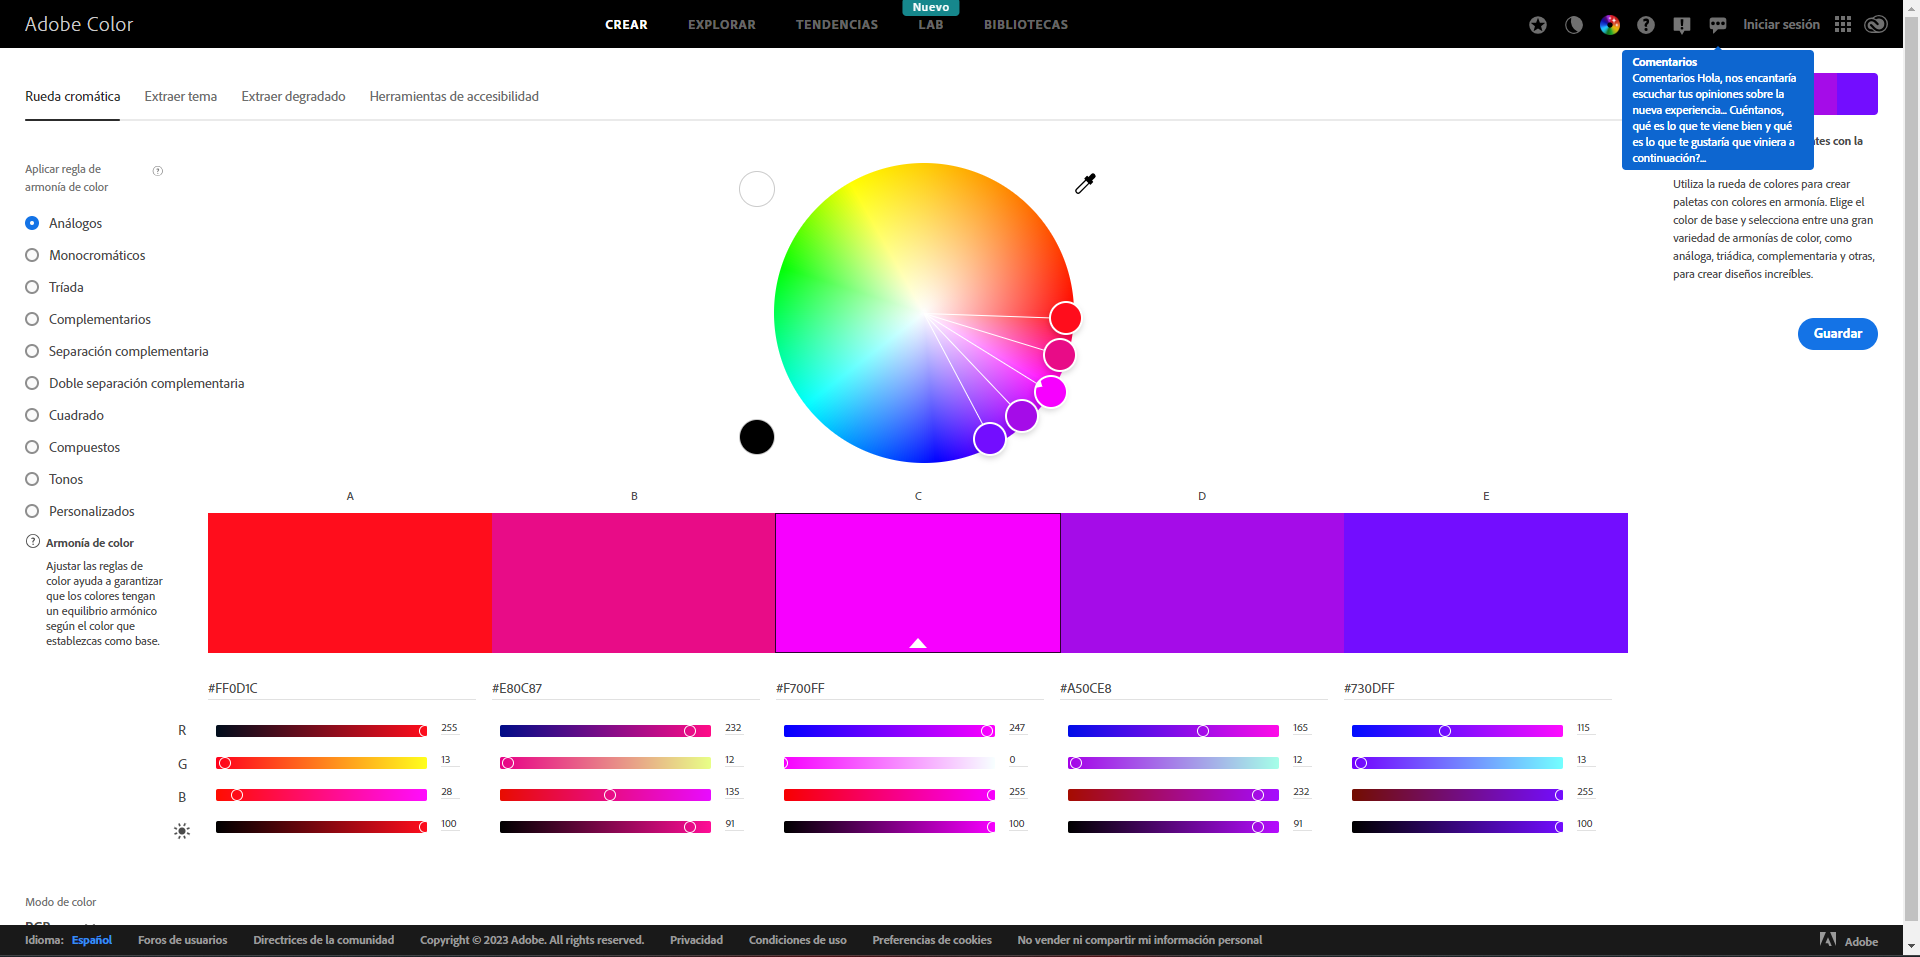 Adobe Color
CREAR
EXPLORAR
TENDENCIAS
Nuevo
LAB
BIBLIOTECAS
Iniciar sesión
Comentarios
Comentarios Hola, nos encantaría
escuchar tus opiniones sobre la
nueva experiencia... Cuéntanos,
qué es lo que te viene bien y qué
es lo que te gustaría que viniera a
continuación?...
Rueda cromática
Extraer tema
Extraer degradado
Herramientas de accesibilidad
con la
Utiliza la rueda de colores para crear
paletas con colores en armonía. Elige el
color de base y selecciona entre una gran
variedad de armonías de color, como
análoga, triádica, complementaria y otras,
para crear diseños increíbles.
Guardar
Aplicar regla de
armonía de color
Análogos
Monocromáticos
Tríada
Complementarios
Separación complementaria
Doble separación complementaria
Cuadrado
Compuestos
Tonos
Personalizados
Armonía de color
Ajustar las reglas de
color ayuda a garantizar
que los colores tengan
un equilibrio armónico
según el color que
establezcas como base.
A B C D E
#FF0D1C #E80C87 #F700FF #A50CE8 #730DFF
R 255 232 247 165 115
G 13 12 0 12 13
B 28 135 255 232 255
100 91 100 91 100
Modo de color
Idioma: Español
Foros de usuarios
Directrices de la comunidad
Copyright © 2023 Adobe. All rights reserved.
Privacidad
Condiciones de uso
Preferencias de cookies
No vender ni compartir mi información personal
Adobe